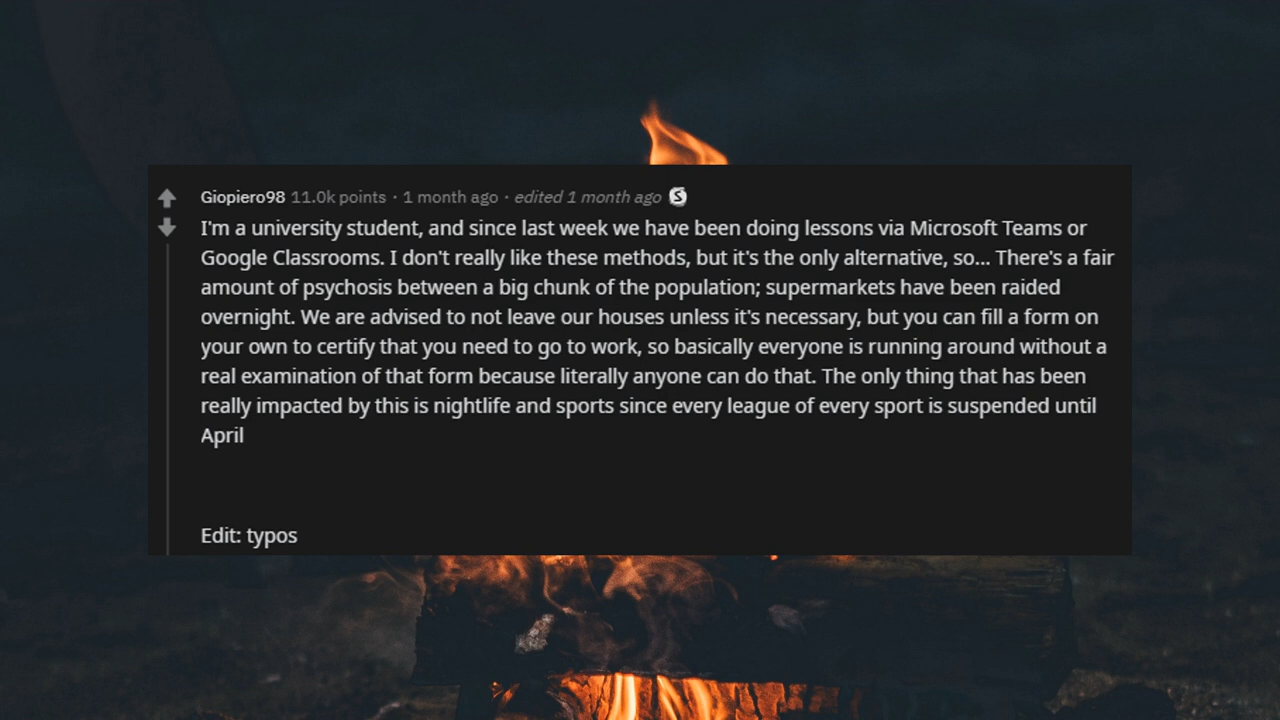 Giopiero98 11.0k points · 1 month ago · edited 1 month ago S
I'm a university student, and since last week we have been doing lessons via Microsoft Teams or
Google Classrooms. I don't really like these methods, but it's the only alternative, so... There's a fair
amount of psychosis between a big chunk of the population; supermarkets have been raided
overnight. We are advised to not leave our houses unless it's necessary, but you can fill a form on
your own to certify that you need to go to work, so basically everyone is running around without a
real examination of that form because literally anyone can do that. The only thing that has been
really impacted by this is nightlife and sports since every league of every sport is suspended until
April
Edit: typos